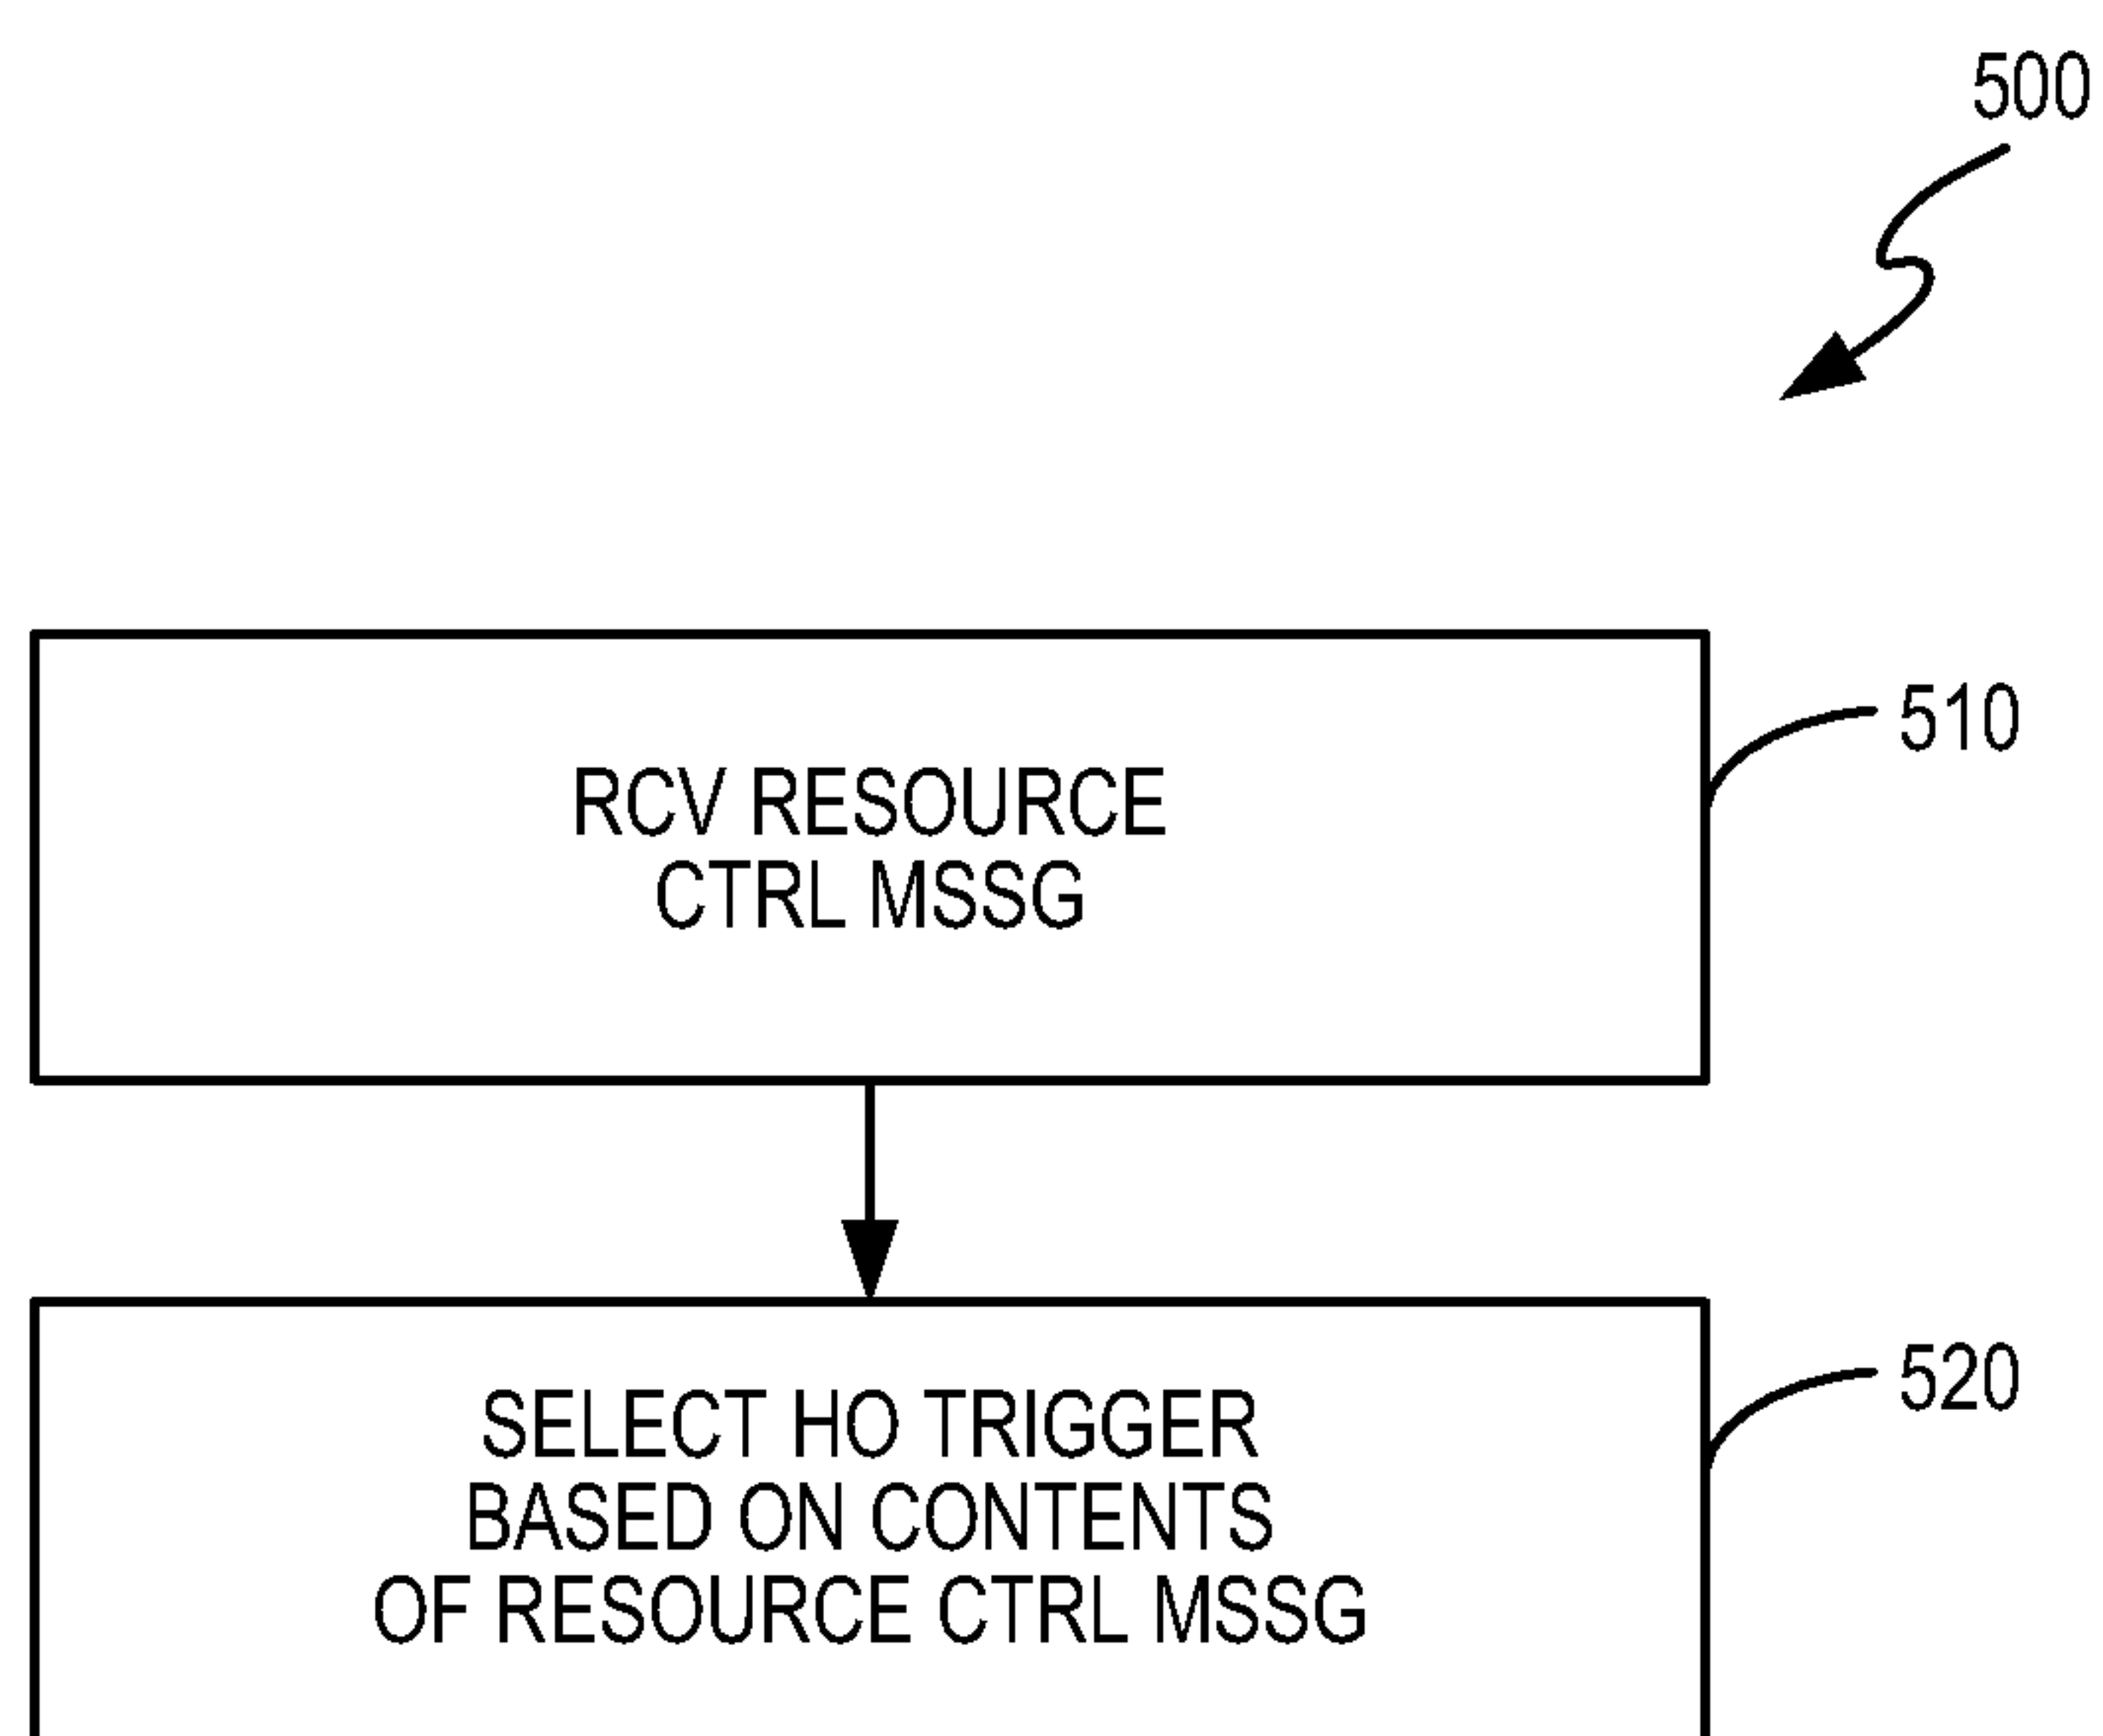 500
510
RCV RESOURCE
CTRL MSSG
520
SELECT HO TRIGGER
BASED ON CONTENTS
OF RESOURCE CTRL MSSG